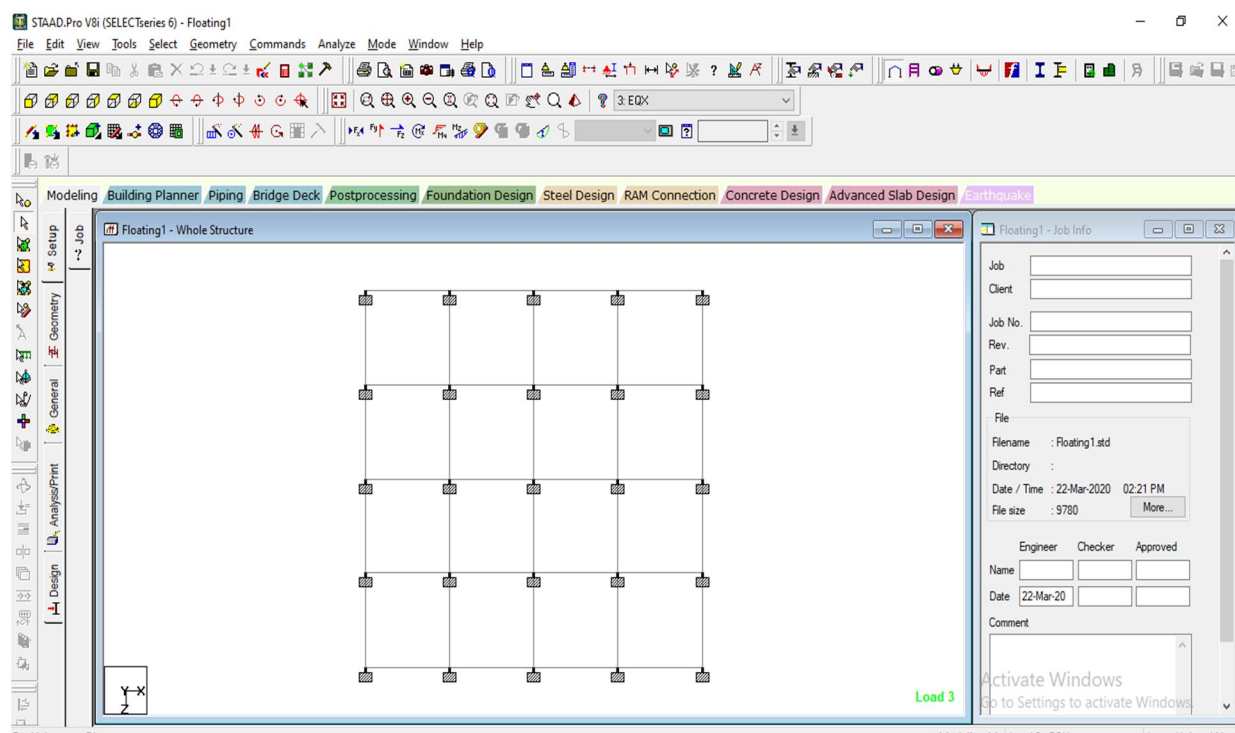 STAAD.Pro V8i (SELECTseries 6) - Floating1
File Edit View Tools Select Geometry Commands Analyze Mode Window Help
3: EQX
Modeling Building Planner Piping Bridge Deck Postprocessing Foundation Design Steel Design RAM Connection Concrete Design Advanced Slab Design Earthquake
Setup
Geometry
General
Analysis/Print
Design
Job
Floating1 - Whole Structure
Y X
Z
Load 3
Floating1 - Job Info
Job
Client
Job No.
Rev.
Part
Ref
File
Filename : Floating1.std
Directory :
Date / Time : 22-Mar-2020 02:21 PM
File size : 9780 More...
Engineer Checker Approved
Name
Date 22-Mar-20
Comment
Activate Windows
Go to Settings to activate Windows.